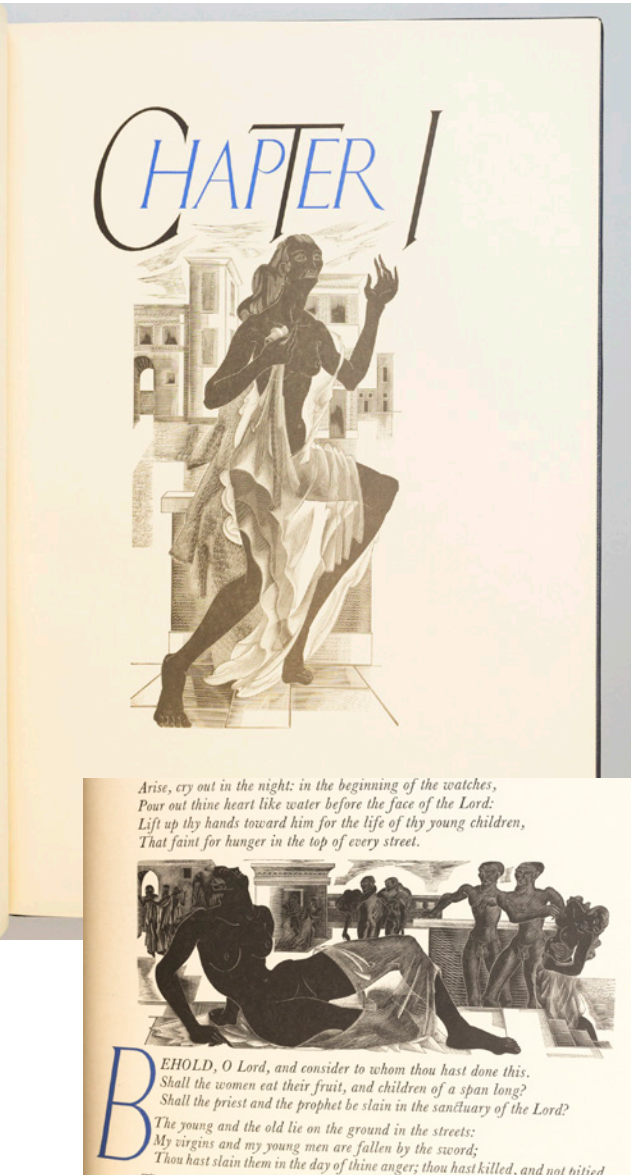 CHAPTER I
Arise, cry out in the night: in the beginning of the watches,
Pour out thine heart like water before the face of the Lord:
Lift up thy hands toward him for the life of thy young children,
That faint for hunger in the top of every street.
BEHOLD, O Lord, and consider to whom thou hast done this.
Shall the women eat their fruit, and children of a span long?
Shall the priest and the prophet be slain in the sanctuary of the Lord?
The young and the old lie on the ground in the streets:
My virgins and my young men are fallen by the sword;
Thou hast slain them in the day of thine anger; thou hast killed, and not pitied